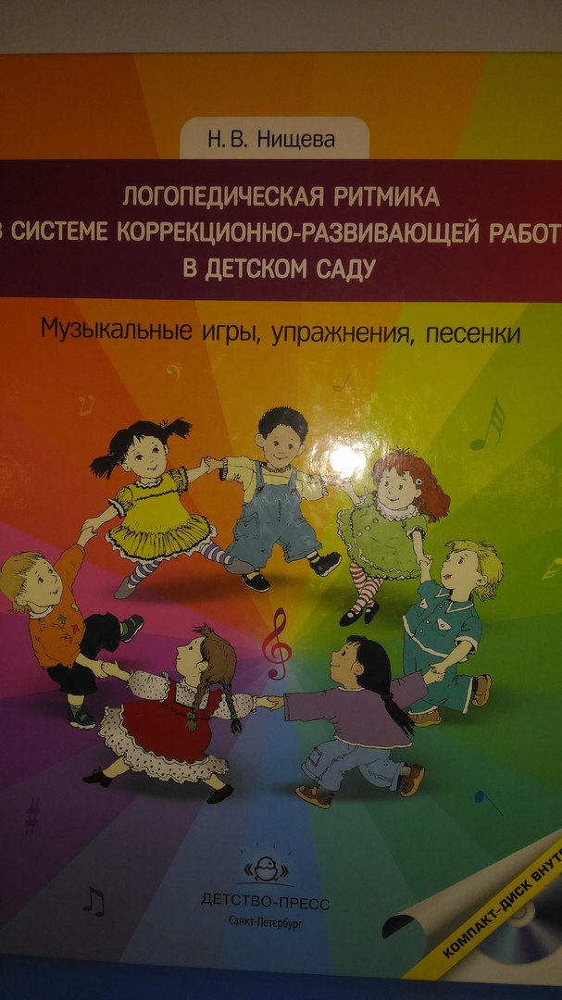 Н. В. Нищева
ЛОГОПЕДИЧЕСКАЯ РИТМИКА
В СИСТЕМЕ КОРРЕКЦИОННО-РАЗВИВАЮЩЕЙ РАБОТ
В ДЕТСКОМ САДУ
Музыкальные игры, упражнения, песенки
ДЕТСТВО-ПРЕСС
Санкт-Петербург
КОМПАКТ-ДИСК ВНУТР